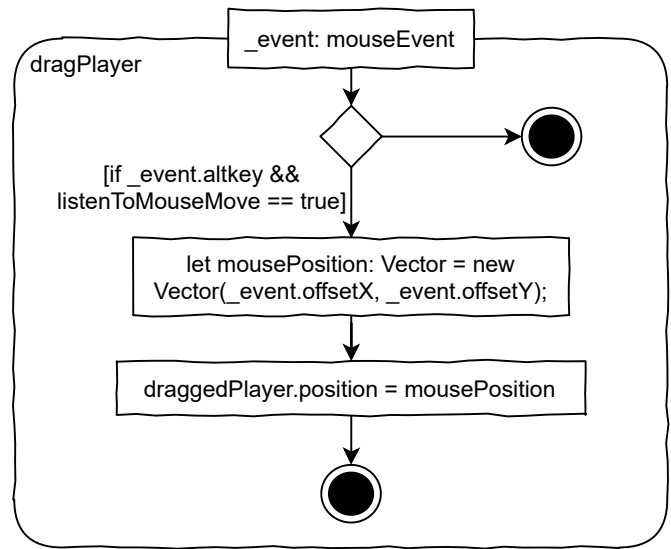 _event: mouseEvent
dragPlayer
[if _event.altkey &&
listenToMouseMove == true]
let mousePosition: Vector = new
Vector(_event.offsetX, _event.offsetY);
draggedPlayer.position = mousePosition